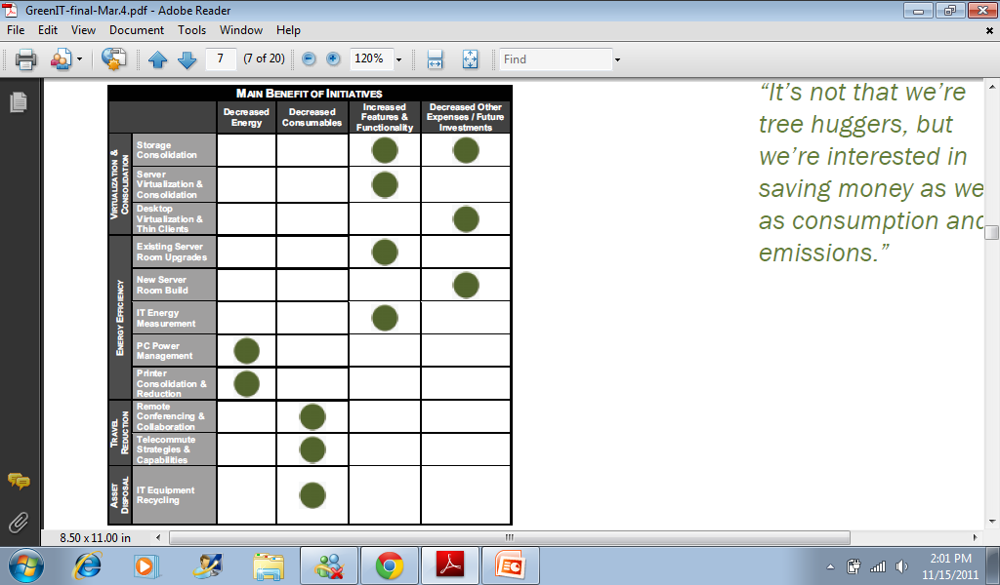 GreenIT-final-Mar.4.pdf - Adobe Reader
File Edit View Document Tools Window Help
7 (7 of 20) 120% Find
MAIN BENEFIT OF INITIATIVES
Decreased Energy
Decreased Consumables
Increased Features & Functionality
Decreased Other Expenses / Future Investments
VIRTUALIZATION & CONSOLIDATION
Storage Consolidation
Server Virtualization & Consolidation
Desktop Virtualization & Thin Clients
ENERGY EFFICIENCY
Existing Server Room Upgrades
New Server Room Build
IT Energy Measurement
PC Power Management
Printer Consolidation & Reduction
TRAVEL REDUCTION
Remote Conferencing & Collaboration
Telecommute Strategies & Capabilities
ASSET DISPOSAL
IT Equipment Recycling
“It’s not that we’re
tree huggers, but
we’re interested in
saving money as we
as consumption and
emissions.”
8.50 x 11.00 in
2:01 PM
11/15/2011